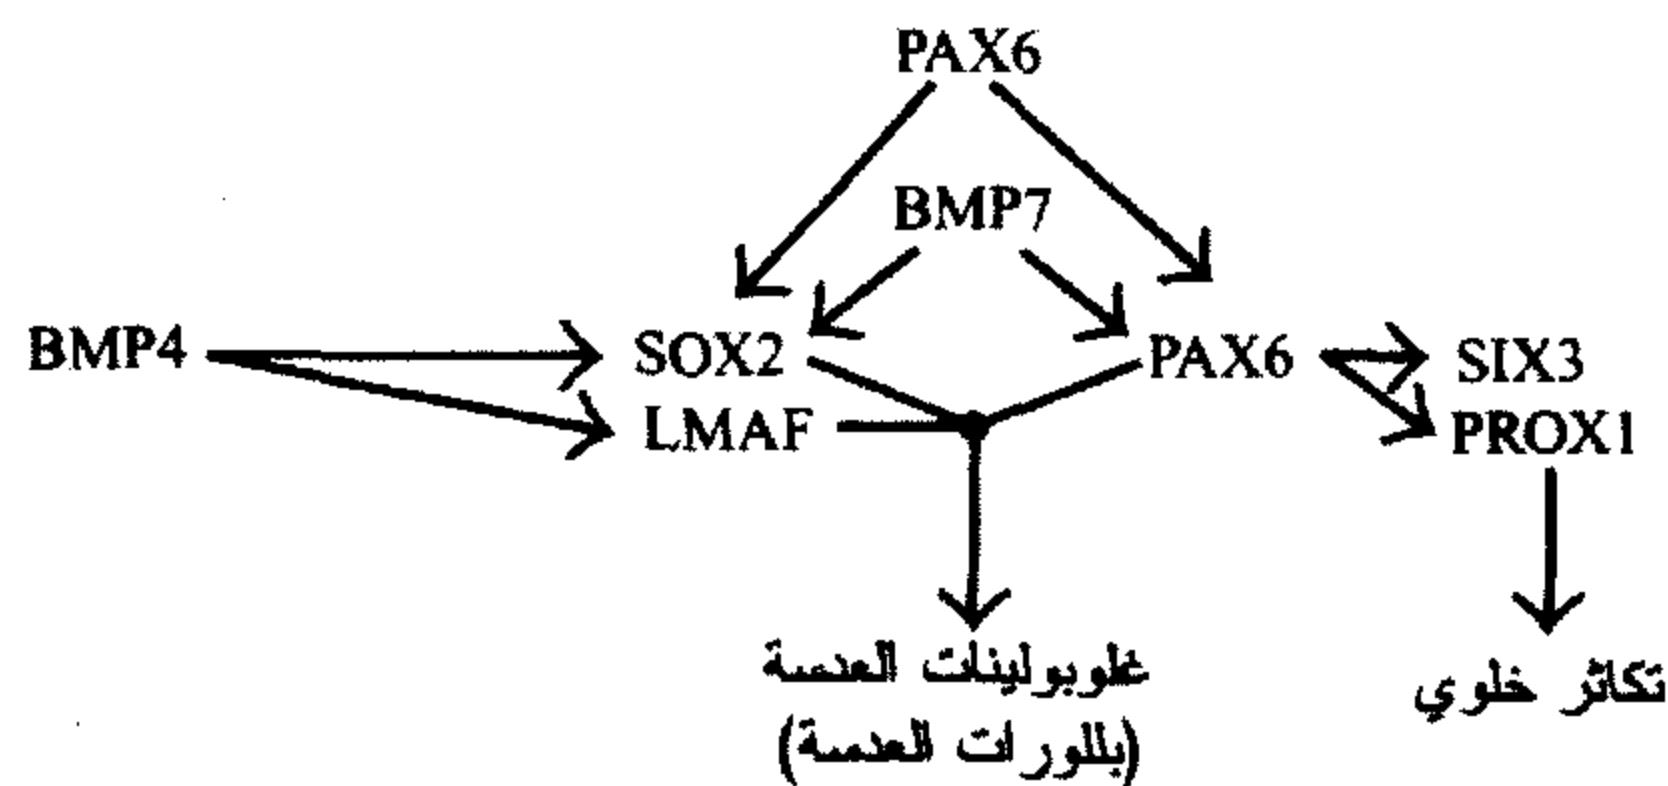 PAX6
BMP7
BMP4
SOX2
PAX6
SIX3
LMAF
PROX1
غلوبولينات العدسة
(بللورات العدسة)
تكاثر خلوي